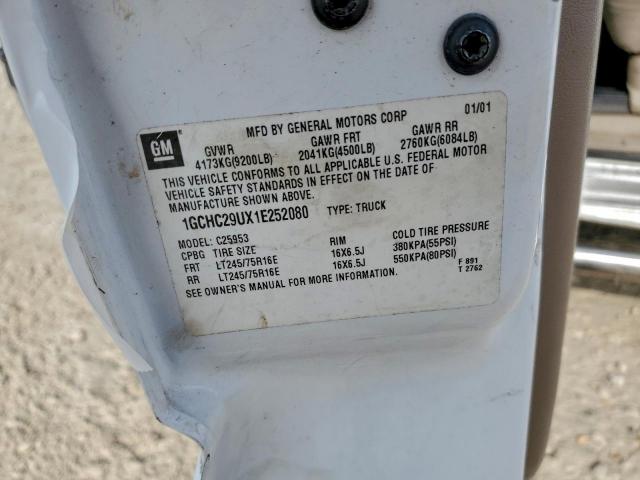 GM
MFD BY GENERAL MOTORS CORP 01/01
GVWR GAWR FRT GAWR RR
4173KG(9200LB) 2041KG(4500LB) 2760KG(6084LB)
THIS VEHICLE CONFORMS TO ALL APPLICABLE U.S. FEDERAL MOTOR
VEHICLE SAFETY STANDARDS IN EFFECT ON THE DATE OF
MANUFACTURE SHOWN ABOVE.
1GCHC29UX1E252080 TYPE: TRUCK
MODEL: C25953
CPBG TIRE SIZE RIM COLD TIRE PRESSURE
FRT LT245/75R16E 16X6.5J 380KPA(55PSI)
RR LT245/75R16E 16X6.5J 550KPA(80PSI)
SEE OWNER'S MANUAL FOR MORE INFORMATION.
F 891
T 2762